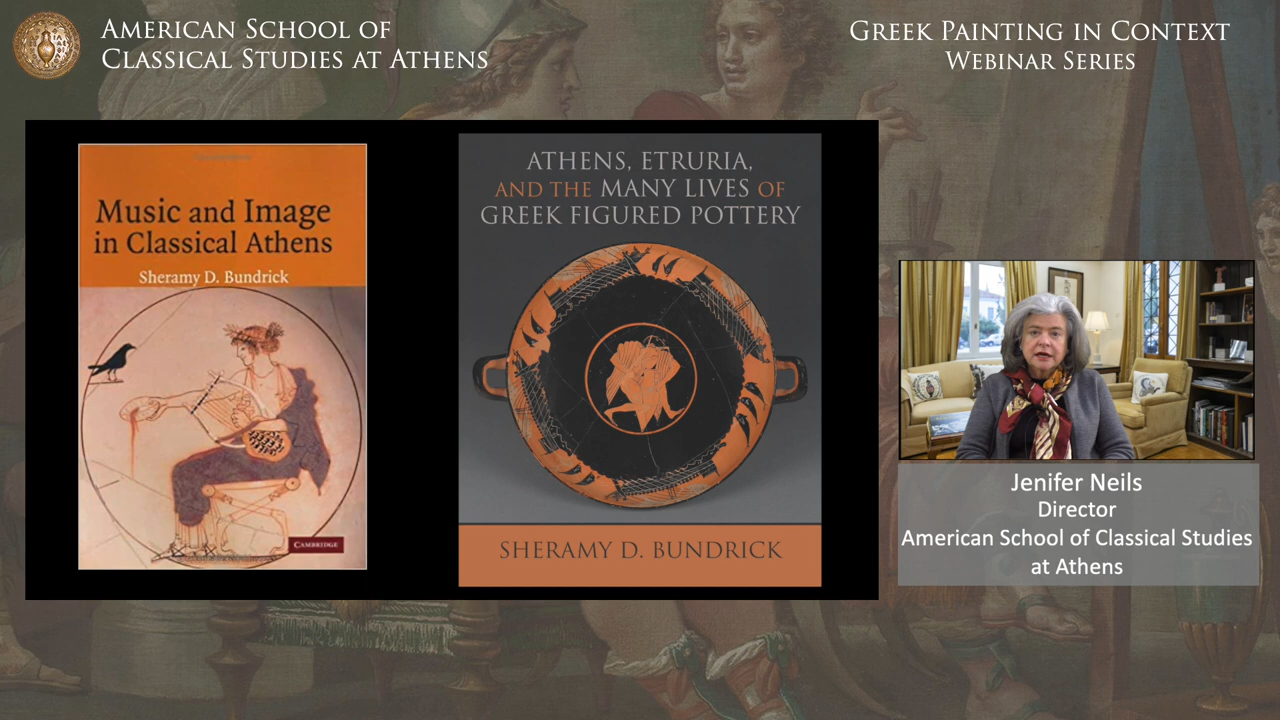 AMERICAN SCHOOL OF
CLASSICAL STUDIES AT ATHENS
GREEK PAINTING IN CONTEXT
WEBINAR SERIES
Music and Image
in Classical Athens
Sheramy D. Bundrick
CAMBRIDGE
ATHENS, ETRURIA,
AND THE MANY LIVES OF
GREEK FIGURED POTTERY
SHERAMY D. BUNDRICK
Jenifer Neils
Director
American School of Classical Studies
at Athens